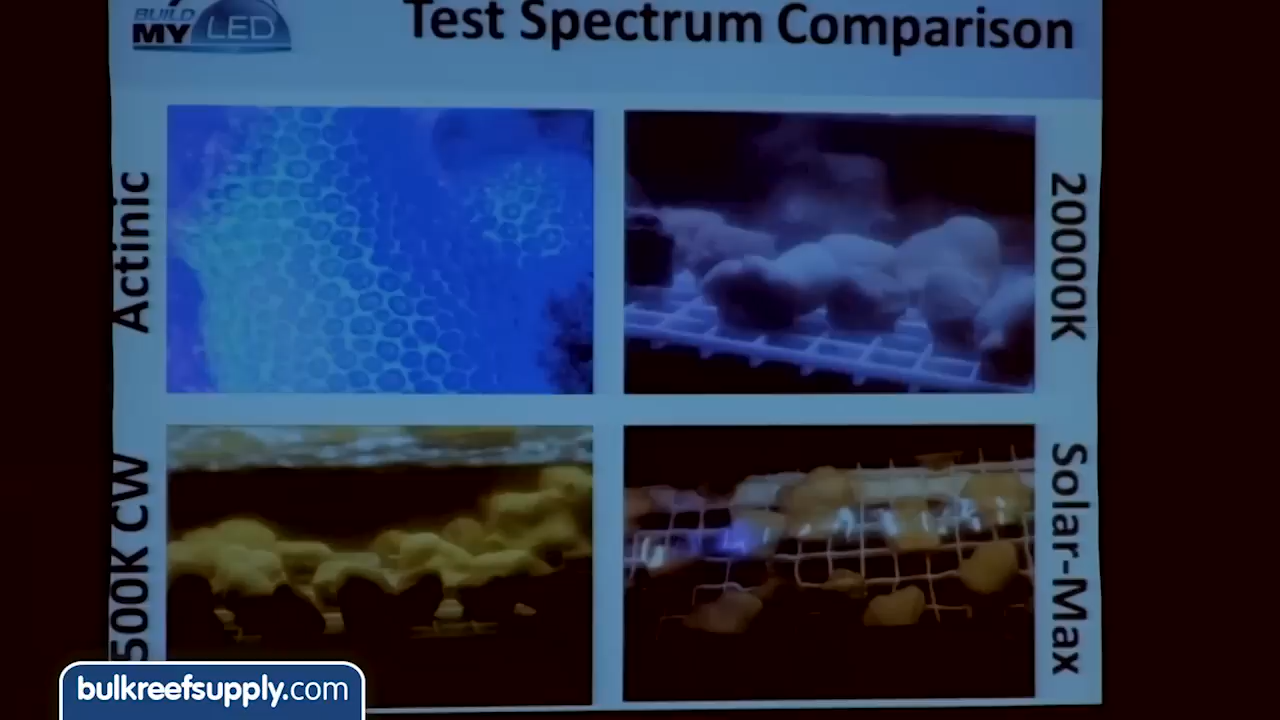 BUILD
MY LED
Test Spectrum Comparison
Actinic
20000K
500K CW
Solar-Max
bulkreefsupply.com